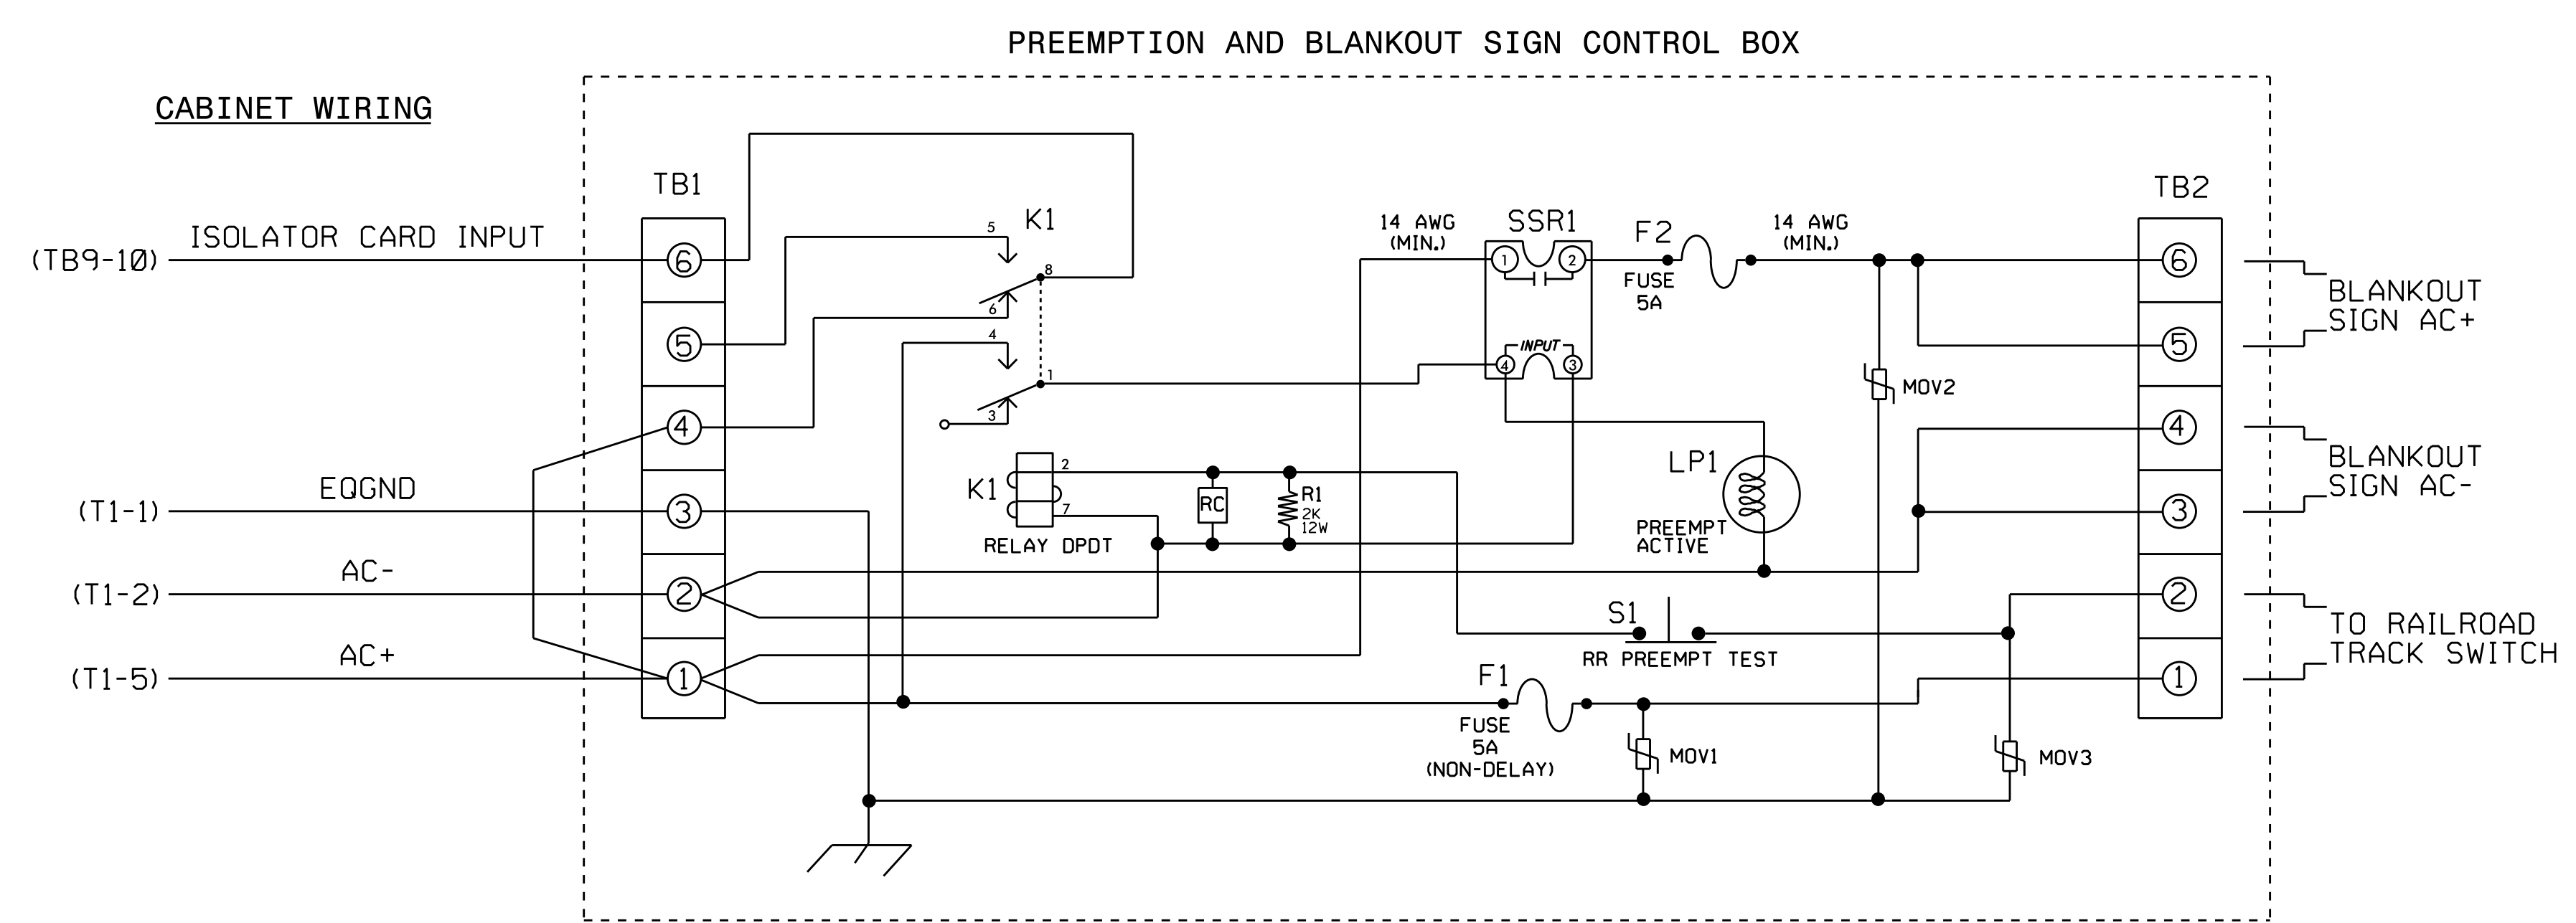 PREEMPTION AND BLANKOUT SIGN CONTROL BOX
CABINET WIRING
TB1
TB2
K1
SSR1
14 AWG
(MIN.)
F2
14 AWG
(MIN.)
FUSE
5A
(TB9-10)
ISOLATOR CARD INPUT
6
5
4
3
2
1
5
8
6
4
1
3
1
2
INPUT
4
3
6
5
4
3
2
1
BLANKOUT
SIGN AC+
MOV2
BLANKOUT
SIGN AC-
LP1
PREEMPT
ACTIVE
K1
2
7
RELAY DPDT
RC
R1
2K
12W
(T1-1)
EQGND
(T1-2)
AC-
(T1-5)
AC+
S1
RR PREEMPT TEST
TO RAILROAD
TRACK SWITCH
F1
FUSE
5A
(NON-DELAY)
MOV1
MOV3